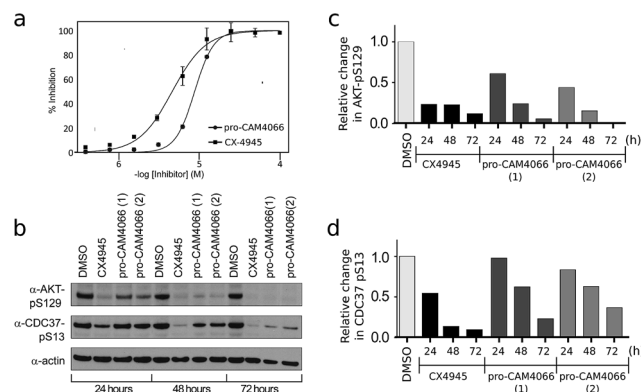 a
100
80
60
40
20
0
% Inhibition
pro-CAM4066
CX-4945
6 5 4
-log [Inhibitor] (M)
b
DMSO
CX4945
pro-CAM4066 (1)
pro-CAM4066 (2)
DMSO
CX4945
pro-CAM4066 (1)
pro-CAM4066 (2)
DMSO
CX4945
pro-CAM4066(1)
pro-CAM4066 (2)
α-AKT-
pS129
α-CDC37-
pS13
α-actin
24 hours 48 hours 72 hours
c
Relative change
in AKT-pS129
1.0
0.5
0.0
DMSO
24 48 72 24 48 72 24 48 72 (h)
CX4945 pro-CAM4066 pro-CAM4066
(1) (2)
d
Relative change
in CDC37 pS13
1.0
0.5
0.0
DMSO
24 48 72 24 48 72 24 48 72 (h)
CX4945 pro-CAM4066 pro-CAM4066
(1) (2)